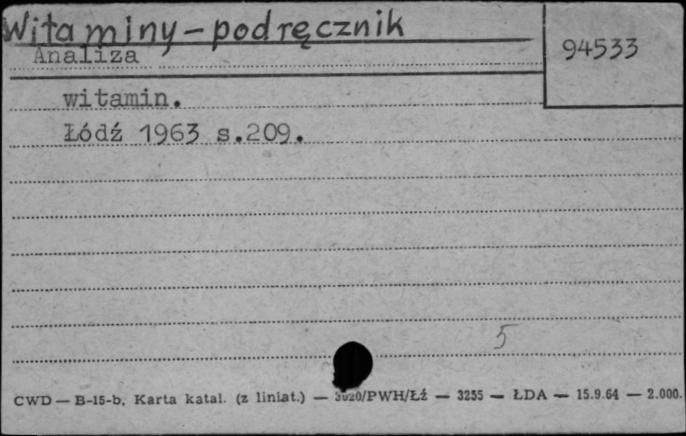 Witaminy - podręcznik
94533
Analiza
witamin.
Łódź 1963 s.209.
5
CWD — B-15-b, Karta katal. (z liniat.) — 3020/PWH/Łź — 3255 — ŁDA — 15.9.64 — 2.000.